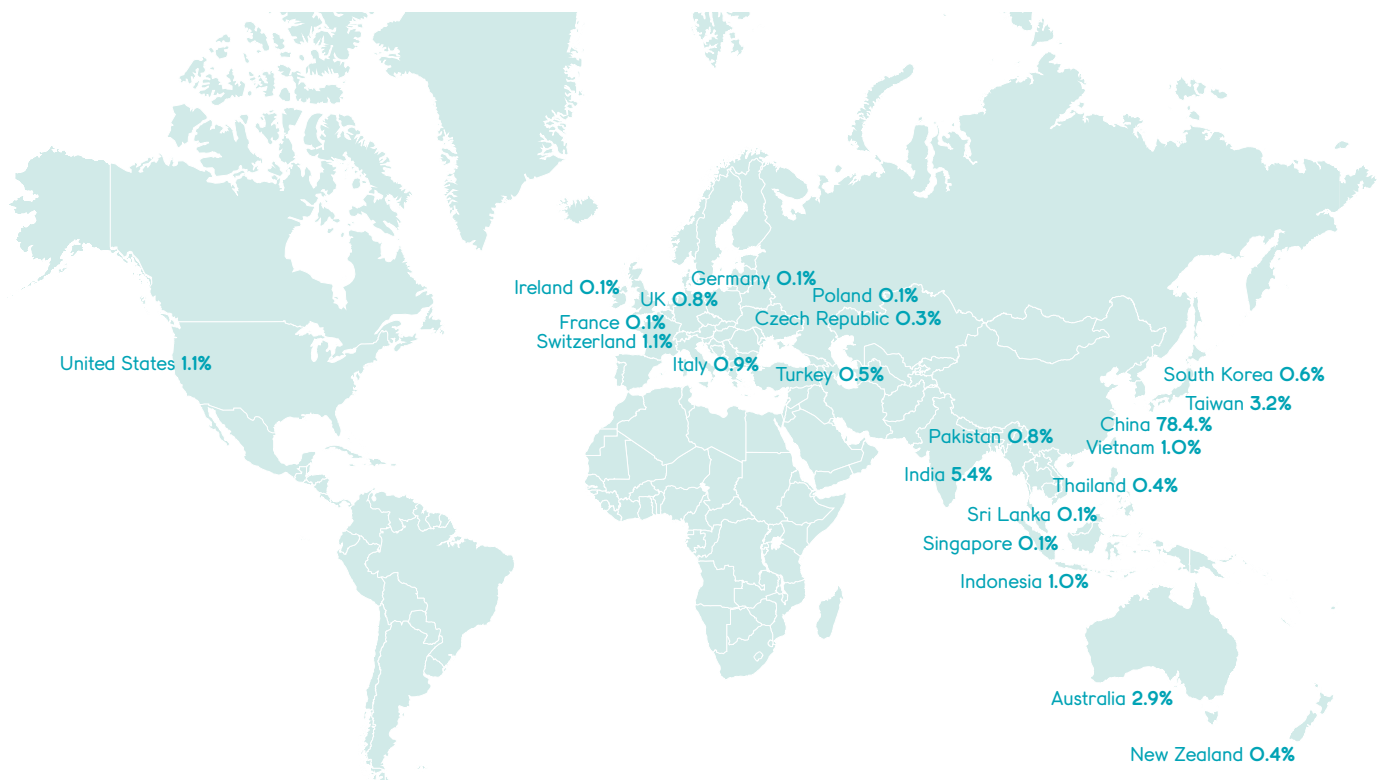 Germany 0.1%
Ireland 0.1%
Poland 0.1%
UK 0.8%
Czech Republic 0.3%
France 0.1%
Switzerland 1.1%
United States 1.1%
Italy 0.9%
Turkey 0.5%
South Korea 0.6%
Taiwan 3.2%
China 78.4.%
Pakistan 0.8%
Vietnam 1.0%
India 5.4%
Thailand 0.4%
Sri Lanka 0.1%
Singapore 0.1%
Indonesia 1.0%
Australia 2.9%
New Zealand 0.4%